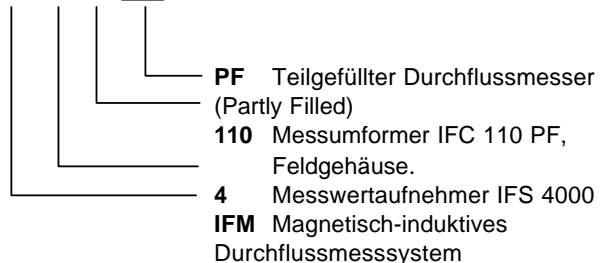 PF Teilgefüllter Durchflussmesser
(Partly Filled)
110 Messumformer IFC 110 PF,
Feldgehäuse.
4 Messwertaufnehmer IFS 4000
IFM Magnetisch-induktives
Durchflussmesssystem